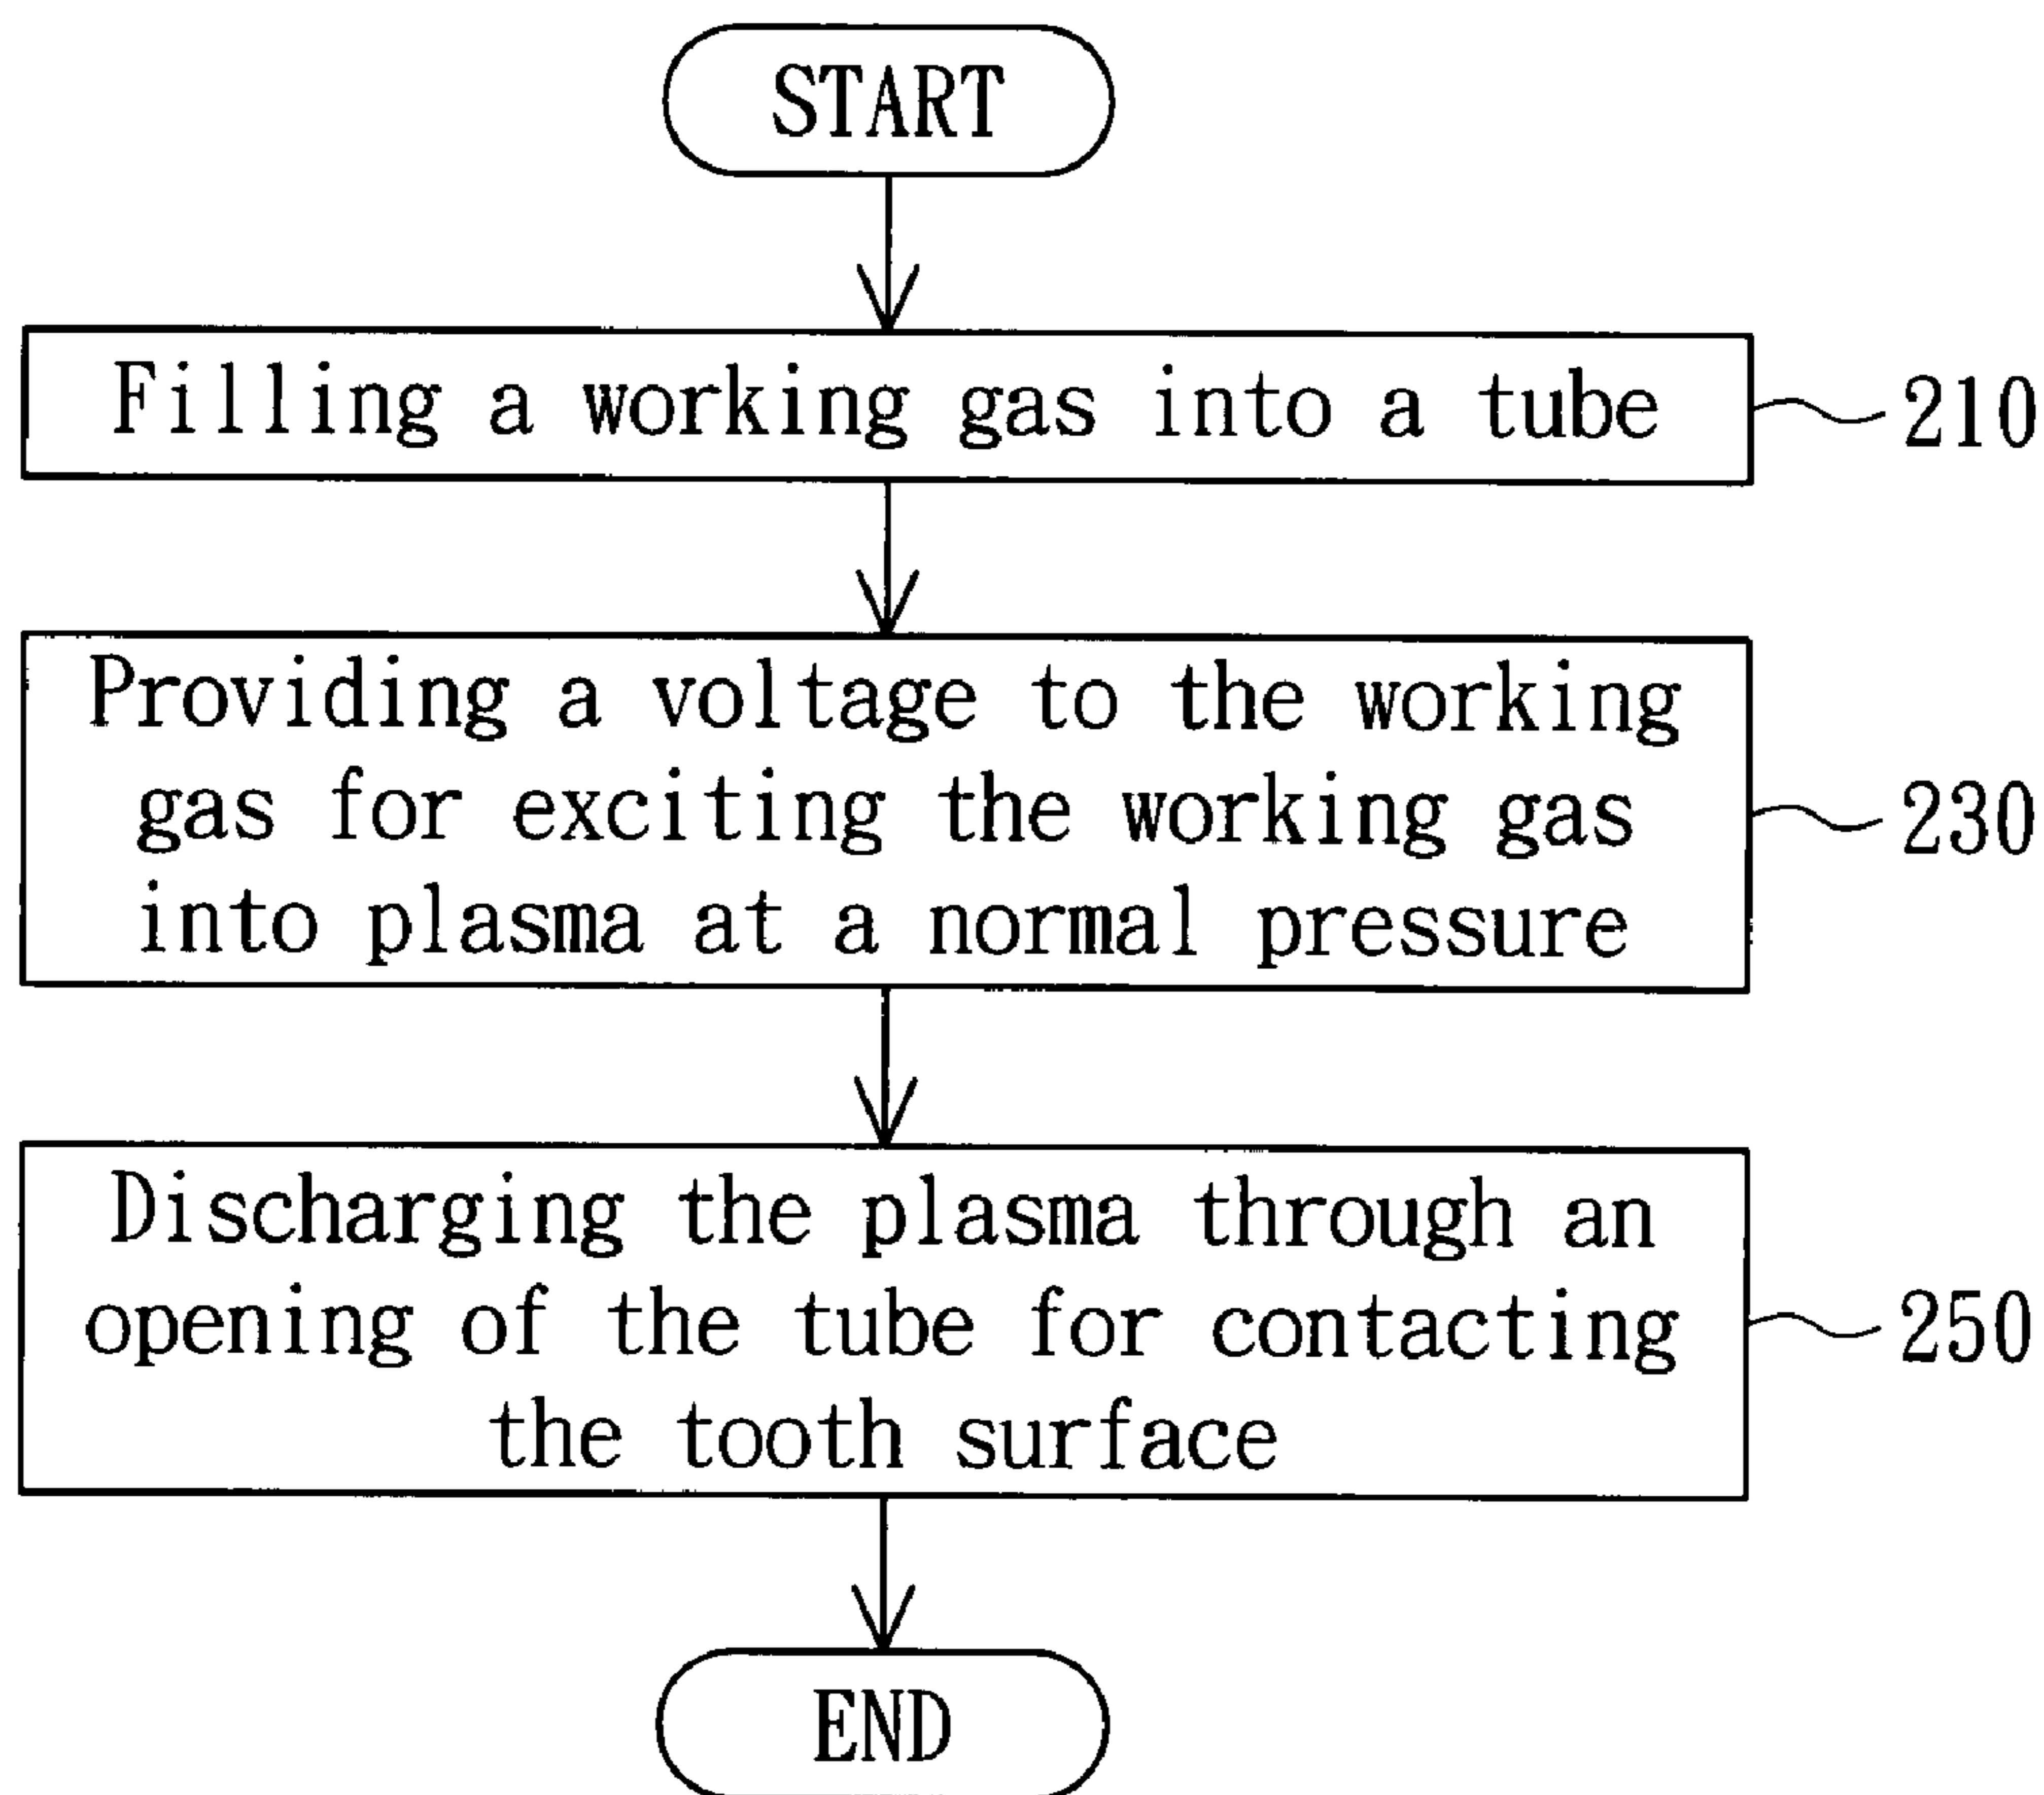 START
Filling a working gas into a tube
210
Providing a voltage to the working
gas for exciting the working gas
into plasma at a normal pressure
230
Discharging the plasma through an
opening of the tube for contacting
the tooth surface
250
END